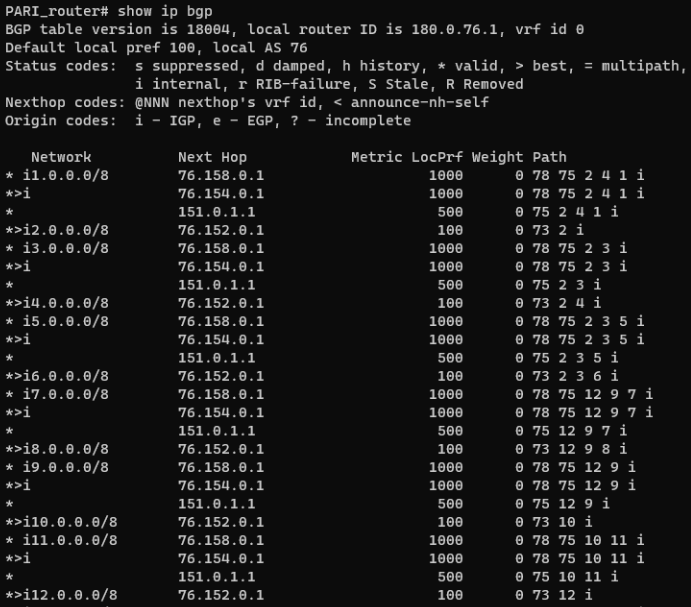 PARI_router# show ip bgp
BGP table version is 18004, local router ID is 180.0.76.1, vrf id 0
Default local pref 100, local AS 76
Status codes:  s suppressed, d damped, h history, * valid, > best, = multipath,
               i internal, r RIB-failure, S Stale, R Removed
Nexthop codes: @NNN nexthop's vrf id, < announce-nh-self
Origin codes:  i - IGP, e - EGP, ? - incomplete

   Network          Next Hop            Metric LocPrf Weight Path
* i1.0.0.0/8        76.158.0.1                   1000      0 78 75 2 4 1 i
*>i                 76.154.0.1                   1000      0 78 75 2 4 1 i
*                   151.0.1.1                     500      0 75 2 4 1 i
*>i2.0.0.0/8        76.152.0.1                    100      0 73 2 i
* i3.0.0.0/8        76.158.0.1                   1000      0 78 75 2 3 i
*>i                 76.154.0.1                   1000      0 78 75 2 3 i
*                   151.0.1.1                     500      0 75 2 3 i
*>i4.0.0.0/8        76.152.0.1                    100      0 73 2 4 i
* i5.0.0.0/8        76.158.0.1                   1000      0 78 75 2 3 5 i
*>i                 76.154.0.1                   1000      0 78 75 2 3 5 i
*                   151.0.1.1                     500      0 75 2 3 5 i
*>i6.0.0.0/8        76.152.0.1                    100      0 73 2 3 6 i
* i7.0.0.0/8        76.158.0.1                   1000      0 78 75 12 9 7 i
*>i                 76.154.0.1                   1000      0 78 75 12 9 7 i
*                   151.0.1.1                     500      0 75 12 9 7 i
*>i8.0.0.0/8        76.152.0.1                    100      0 73 12 9 8 i
* i9.0.0.0/8        76.158.0.1                   1000      0 78 75 12 9 i
*>i                 76.154.0.1                   1000      0 78 75 12 9 i
*                   151.0.1.1                     500      0 75 12 9 i
*>i10.0.0.0/8       76.152.0.1                    100      0 73 10 i
* i11.0.0.0/8       76.158.0.1                   1000      0 78 75 10 11 i
*>i                 76.154.0.1                   1000      0 78 75 10 11 i
*                   151.0.1.1                     500      0 75 10 11 i
*>i12.0.0.0/8       76.152.0.1                    100      0 73 12 i